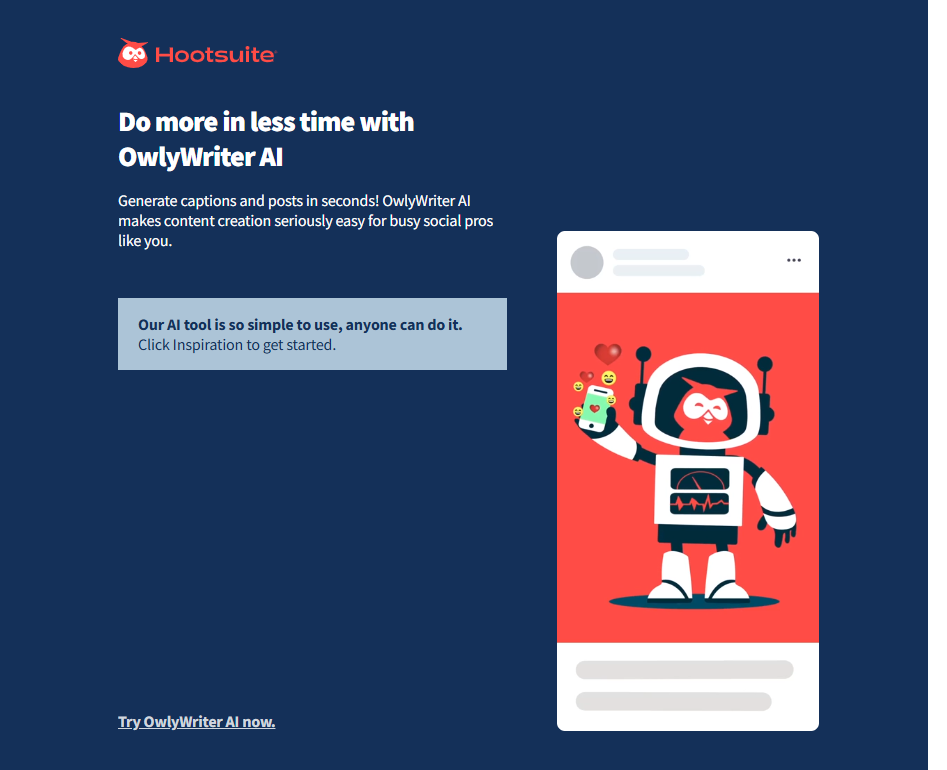 Hootsuite
Do more in less time with
OwlyWriter AI
Generate captions and posts in seconds! OwlyWriter AI
makes content creation seriously easy for busy social pros
like you.
Our AI tool is so simple to use, anyone can do it.
Click Inspiration to get started.
Try OwlyWriter AI now.